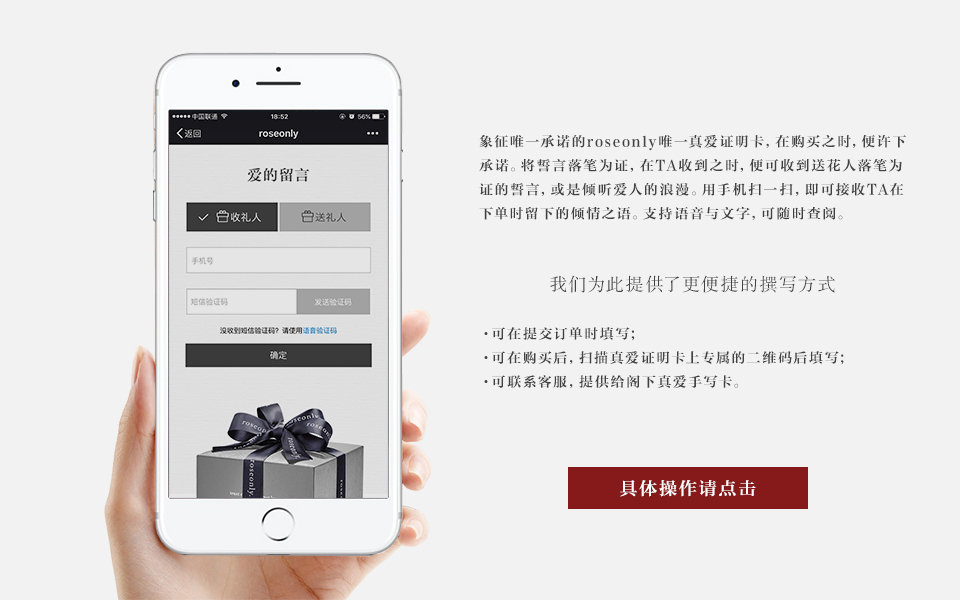 中国联通
18:52
56%
返回
roseonly
爱的留言
收礼人
送礼人
手机号
短信验证码
发送验证码
没收到短信验证码？请使用语音验证码
确定
roseonly
roseonly
roseonly
roseonly
象征唯一承诺的roseonly唯一真爱证明卡，在购买之时，便许下
承诺。将誓言落笔为证，在TA收到之时，便可收到送花人落笔为
证的誓言，或是倾听爱人的浪漫。用手机扫一扫，即可接收TA在
下单时留下的倾情之语。支持语音与文字，可随时查阅。
我们为此提供了更便捷的撰写方式
·可在提交订单时填写；
·可在购买后，扫描真爱证明卡上专属的二维码后填写；
·可联系客服，提供给阁下真爱手写卡。
具体操作请点击